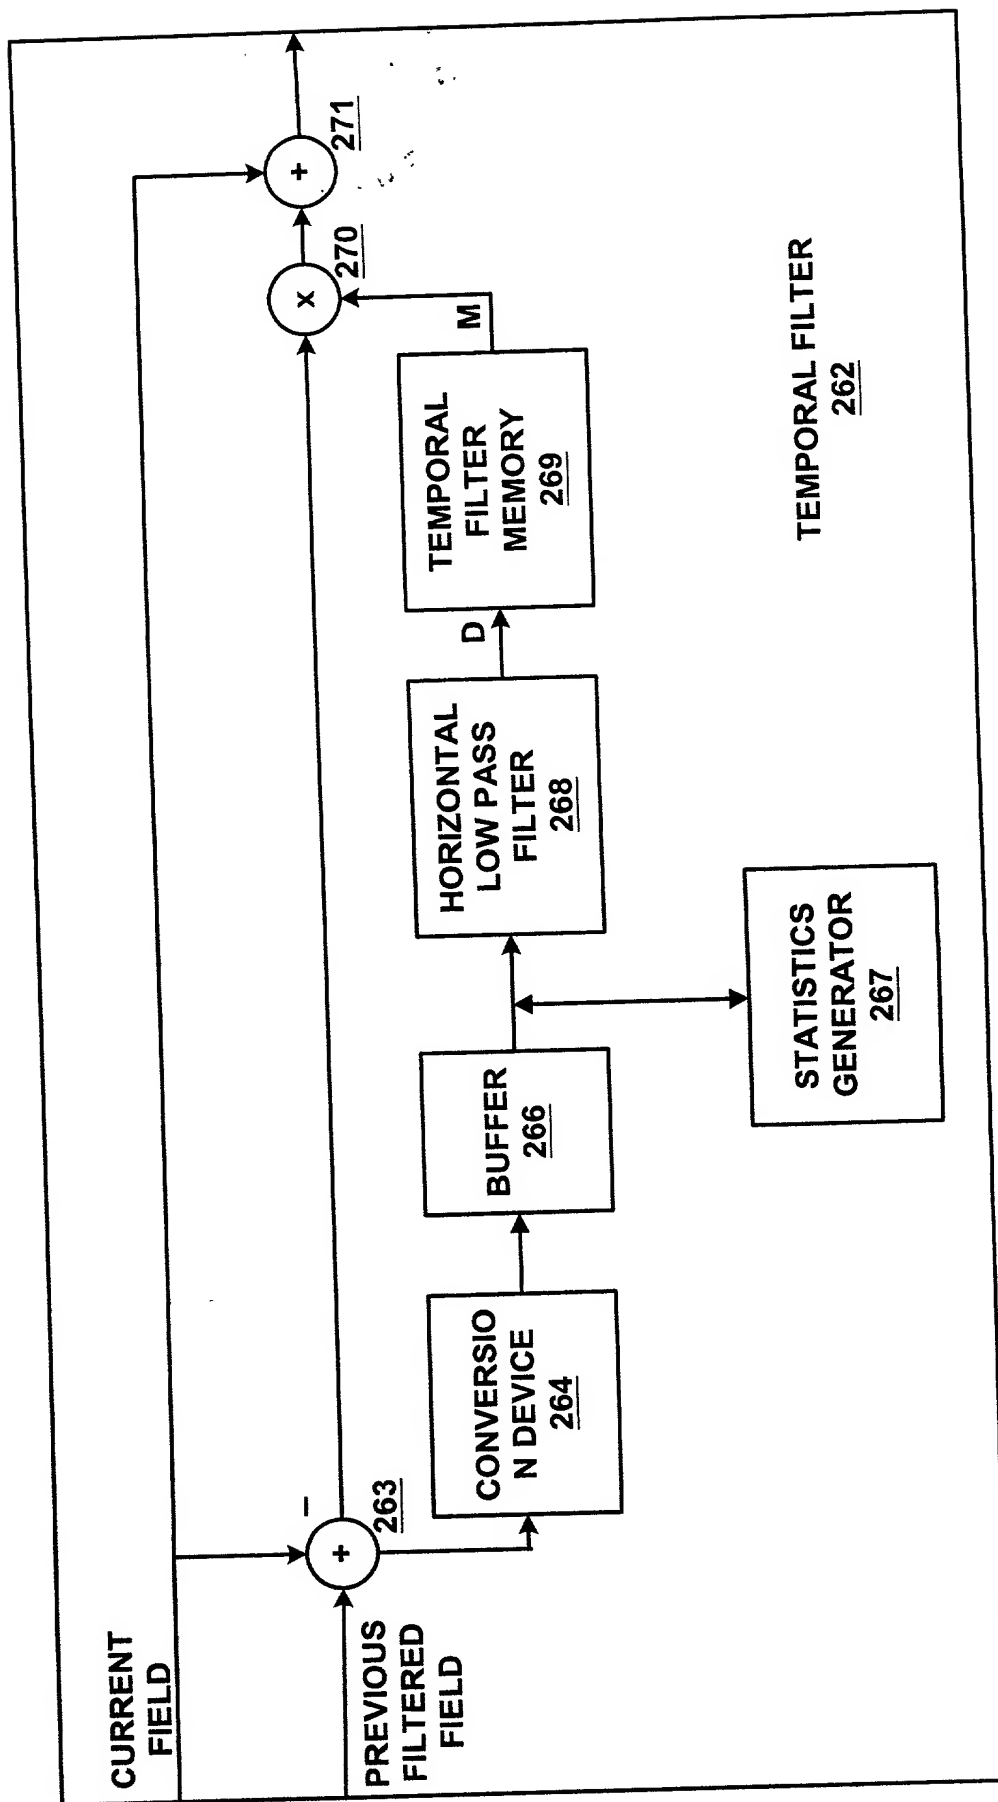 CURRENT
FIELD
PREVIOUS
FILTERED
FIELD
–
+
263
CONVERSIO
N DEVICE
264
BUFFER
266
STATISTICS
GENERATOR
267
HORIZONTAL
LOW PASS
FILTER
268
D
TEMPORAL
FILTER
MEMORY
269
M
x
270
+
271
TEMPORAL FILTER
262